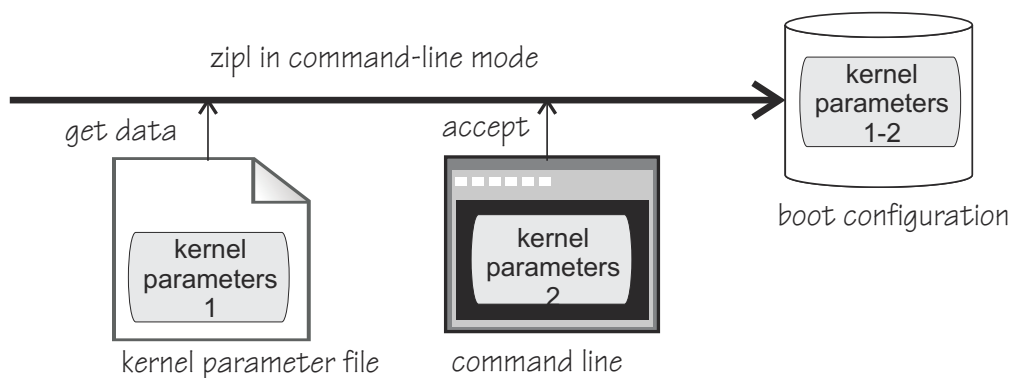 zipl in command-line mode
kernel
parameters
1-2
get data
accept
boot configuration
kernel
parameters
1
kernel
parameters
2
kernel parameter file
command line